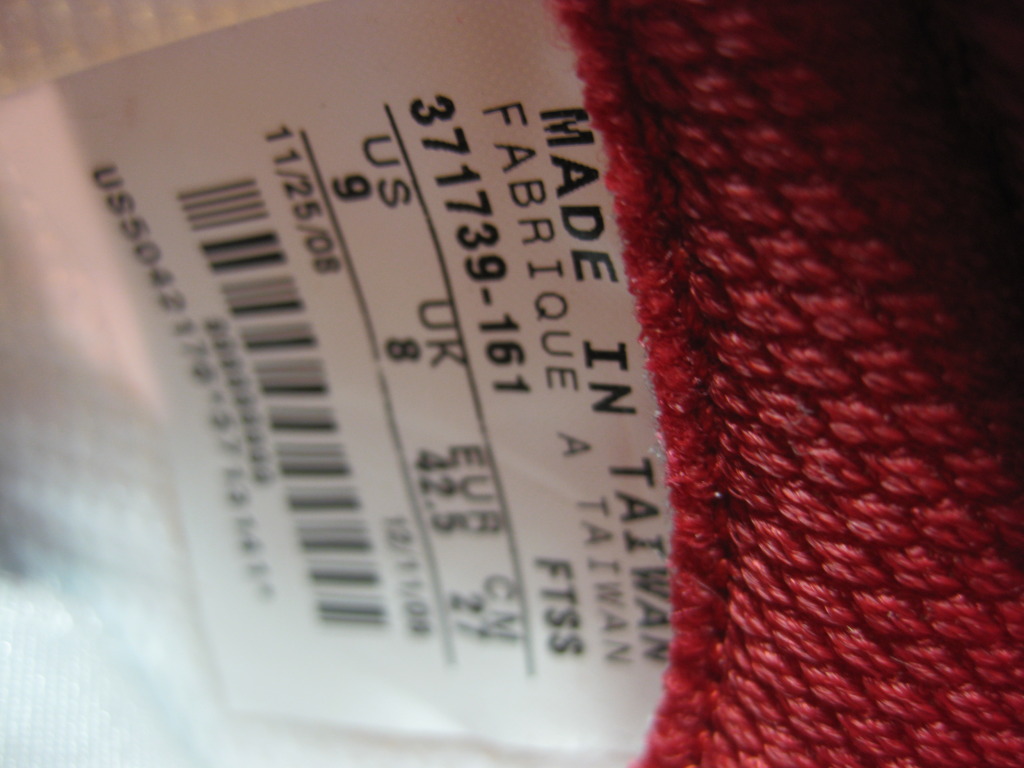 MADE IN TAIWAN
FABRIQUE A TAIWAN
371739-161 FTSS
US UK EUR CM
9 8 42.5 27
11/25/08 12/11/08